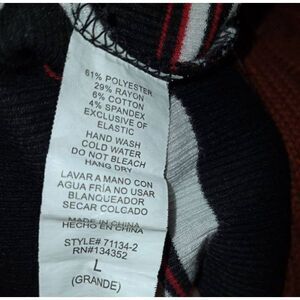 61% POLYESTER
29% RAYON
6% COTTON
4% SPANDEX
EXCLUSIVE OF
ELASTIC
HAND WASH
COLD WATER
DO NOT BLEACH
HANG DRY
LAVAR A MANO CON
AGUA FRÍA NO USAR
BLANQUEADOR
SECAR COLCADO
MADE IN CHINA
HECHO EN CHINA
STYLE# 71134-2
RN#134352
L
(GRANDE)